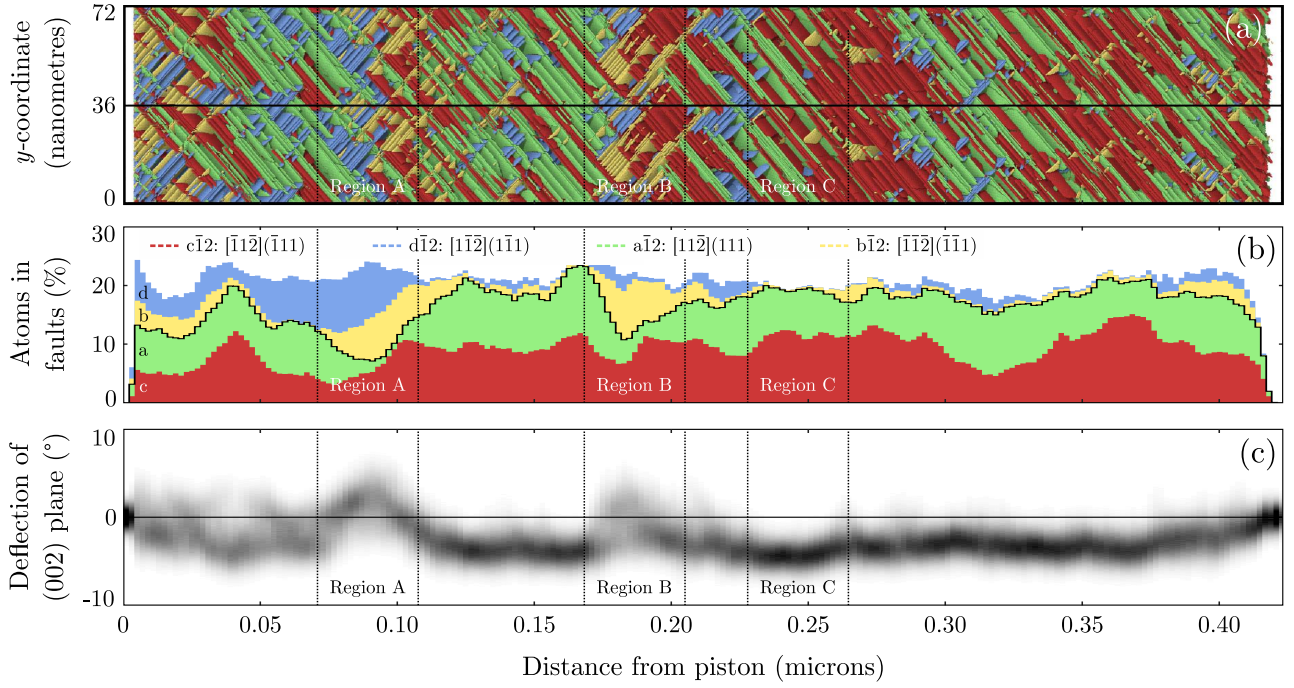 72
36
0
y-coordinate
(nanometres)
(a)
Region A
Region B
Region C
30
20
10
0
Atoms in
faults (%)
c1̅2: [1̅12̅](1̅11)
d1̅2: [11̅2̅](11̅1)
a1̅2: [112̅](111)
b1̅2: [1̅1̅2̅](1̅1̅1)
(b)
d
b
a
c
Region A
Region B
Region C
10
0
-10
Deflection of
(002) plane (°)
(c)
Region A
Region B
Region C
0
0.05
0.10
0.15
0.20
0.25
0.30
0.35
0.40
Distance from piston (microns)